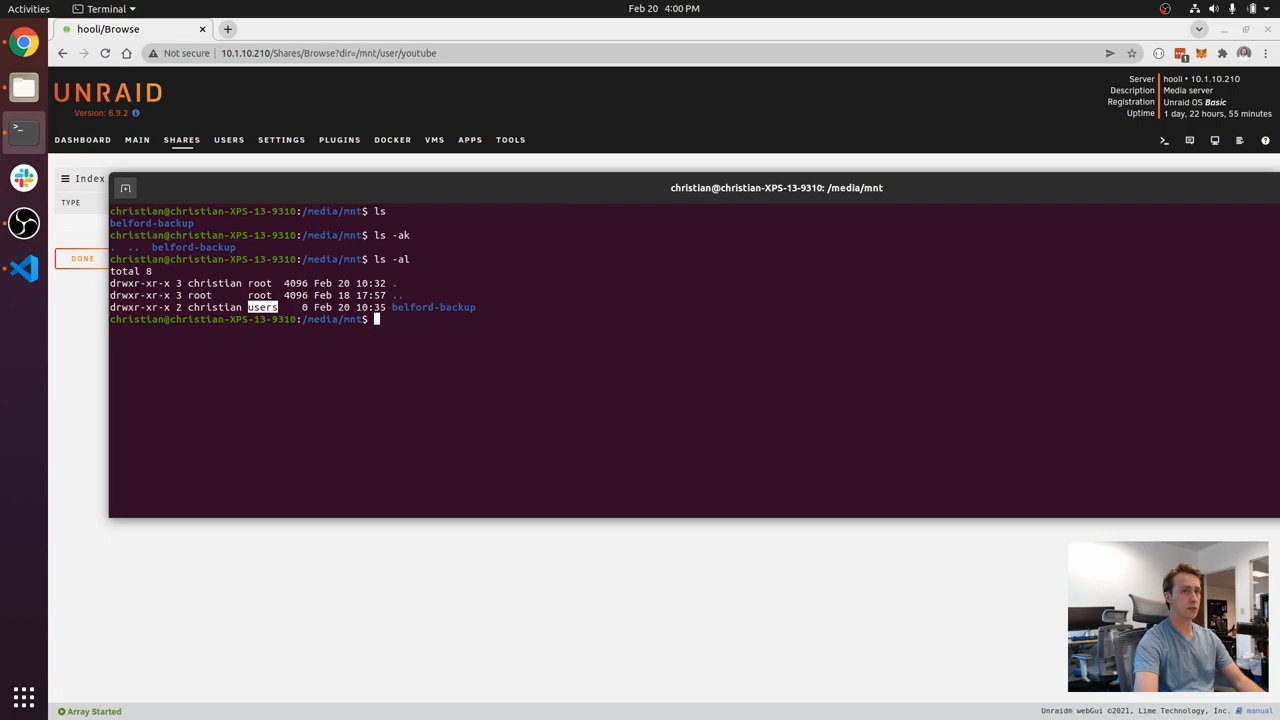 Activities Terminal Feb 20 4:00 PM
hooli/Browse
Not secure 10.1.10.210/Shares/Browse?dir=/mnt/user/youtube
1
UNRAID
Version: 6.9.2
Server hooli • 10.1.10.210
Description Media server
Registration Unraid OS Basic
Uptime 1 day, 22 hours, 55 minutes
DASHBOARD MAIN SHARES USERS SETTINGS PLUGINS DOCKER VMS APPS TOOLS
Index
TYPE
DONE
christian@christian-XPS-13-9310: /media/mnt
christian@christian-XPS-13-9310:/media/mnt$ ls
belford-backup
christian@christian-XPS-13-9310:/media/mnt$ ls -ak
. .. belford-backup
christian@christian-XPS-13-9310:/media/mnt$ ls -al
total 8
drwxr-xr-x 3 christian root 4096 Feb 20 10:32 .
drwxr-xr-x 3 root root 4096 Feb 18 17:57 ..
drwxr-xr-x 2 christian users 0 Feb 20 10:35 belford-backup
christian@christian-XPS-13-9310:/media/mnt$
Array Started
Unraid® webGui ©2021, Lime Technology, Inc. manual